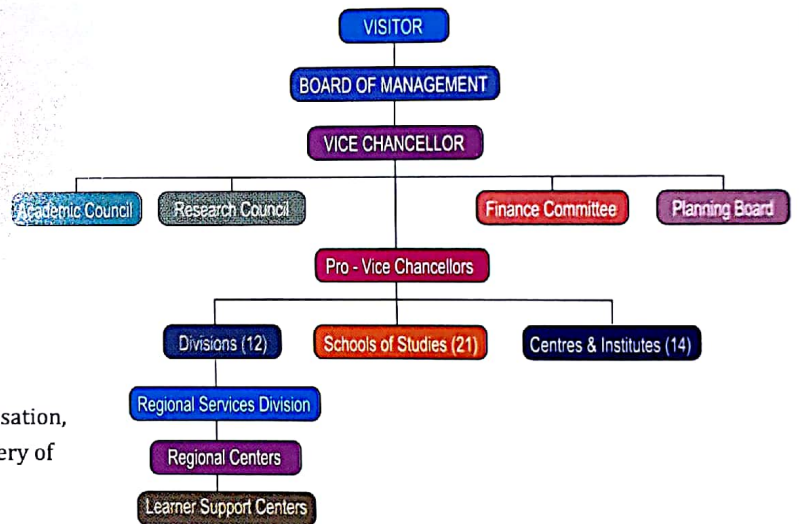 VISITOR
BOARD OF MANAGEMENT
VICE CHANCELLOR
Academic Council
Research Council
Finance Committee
Planning Board
Pro - Vice Chancellors
Divisions (12)
Schools of Studies (21)
Centres & Institutes (14)
Regional Services Division
sation,
ery of
Regional Centers
Learner Support Centers